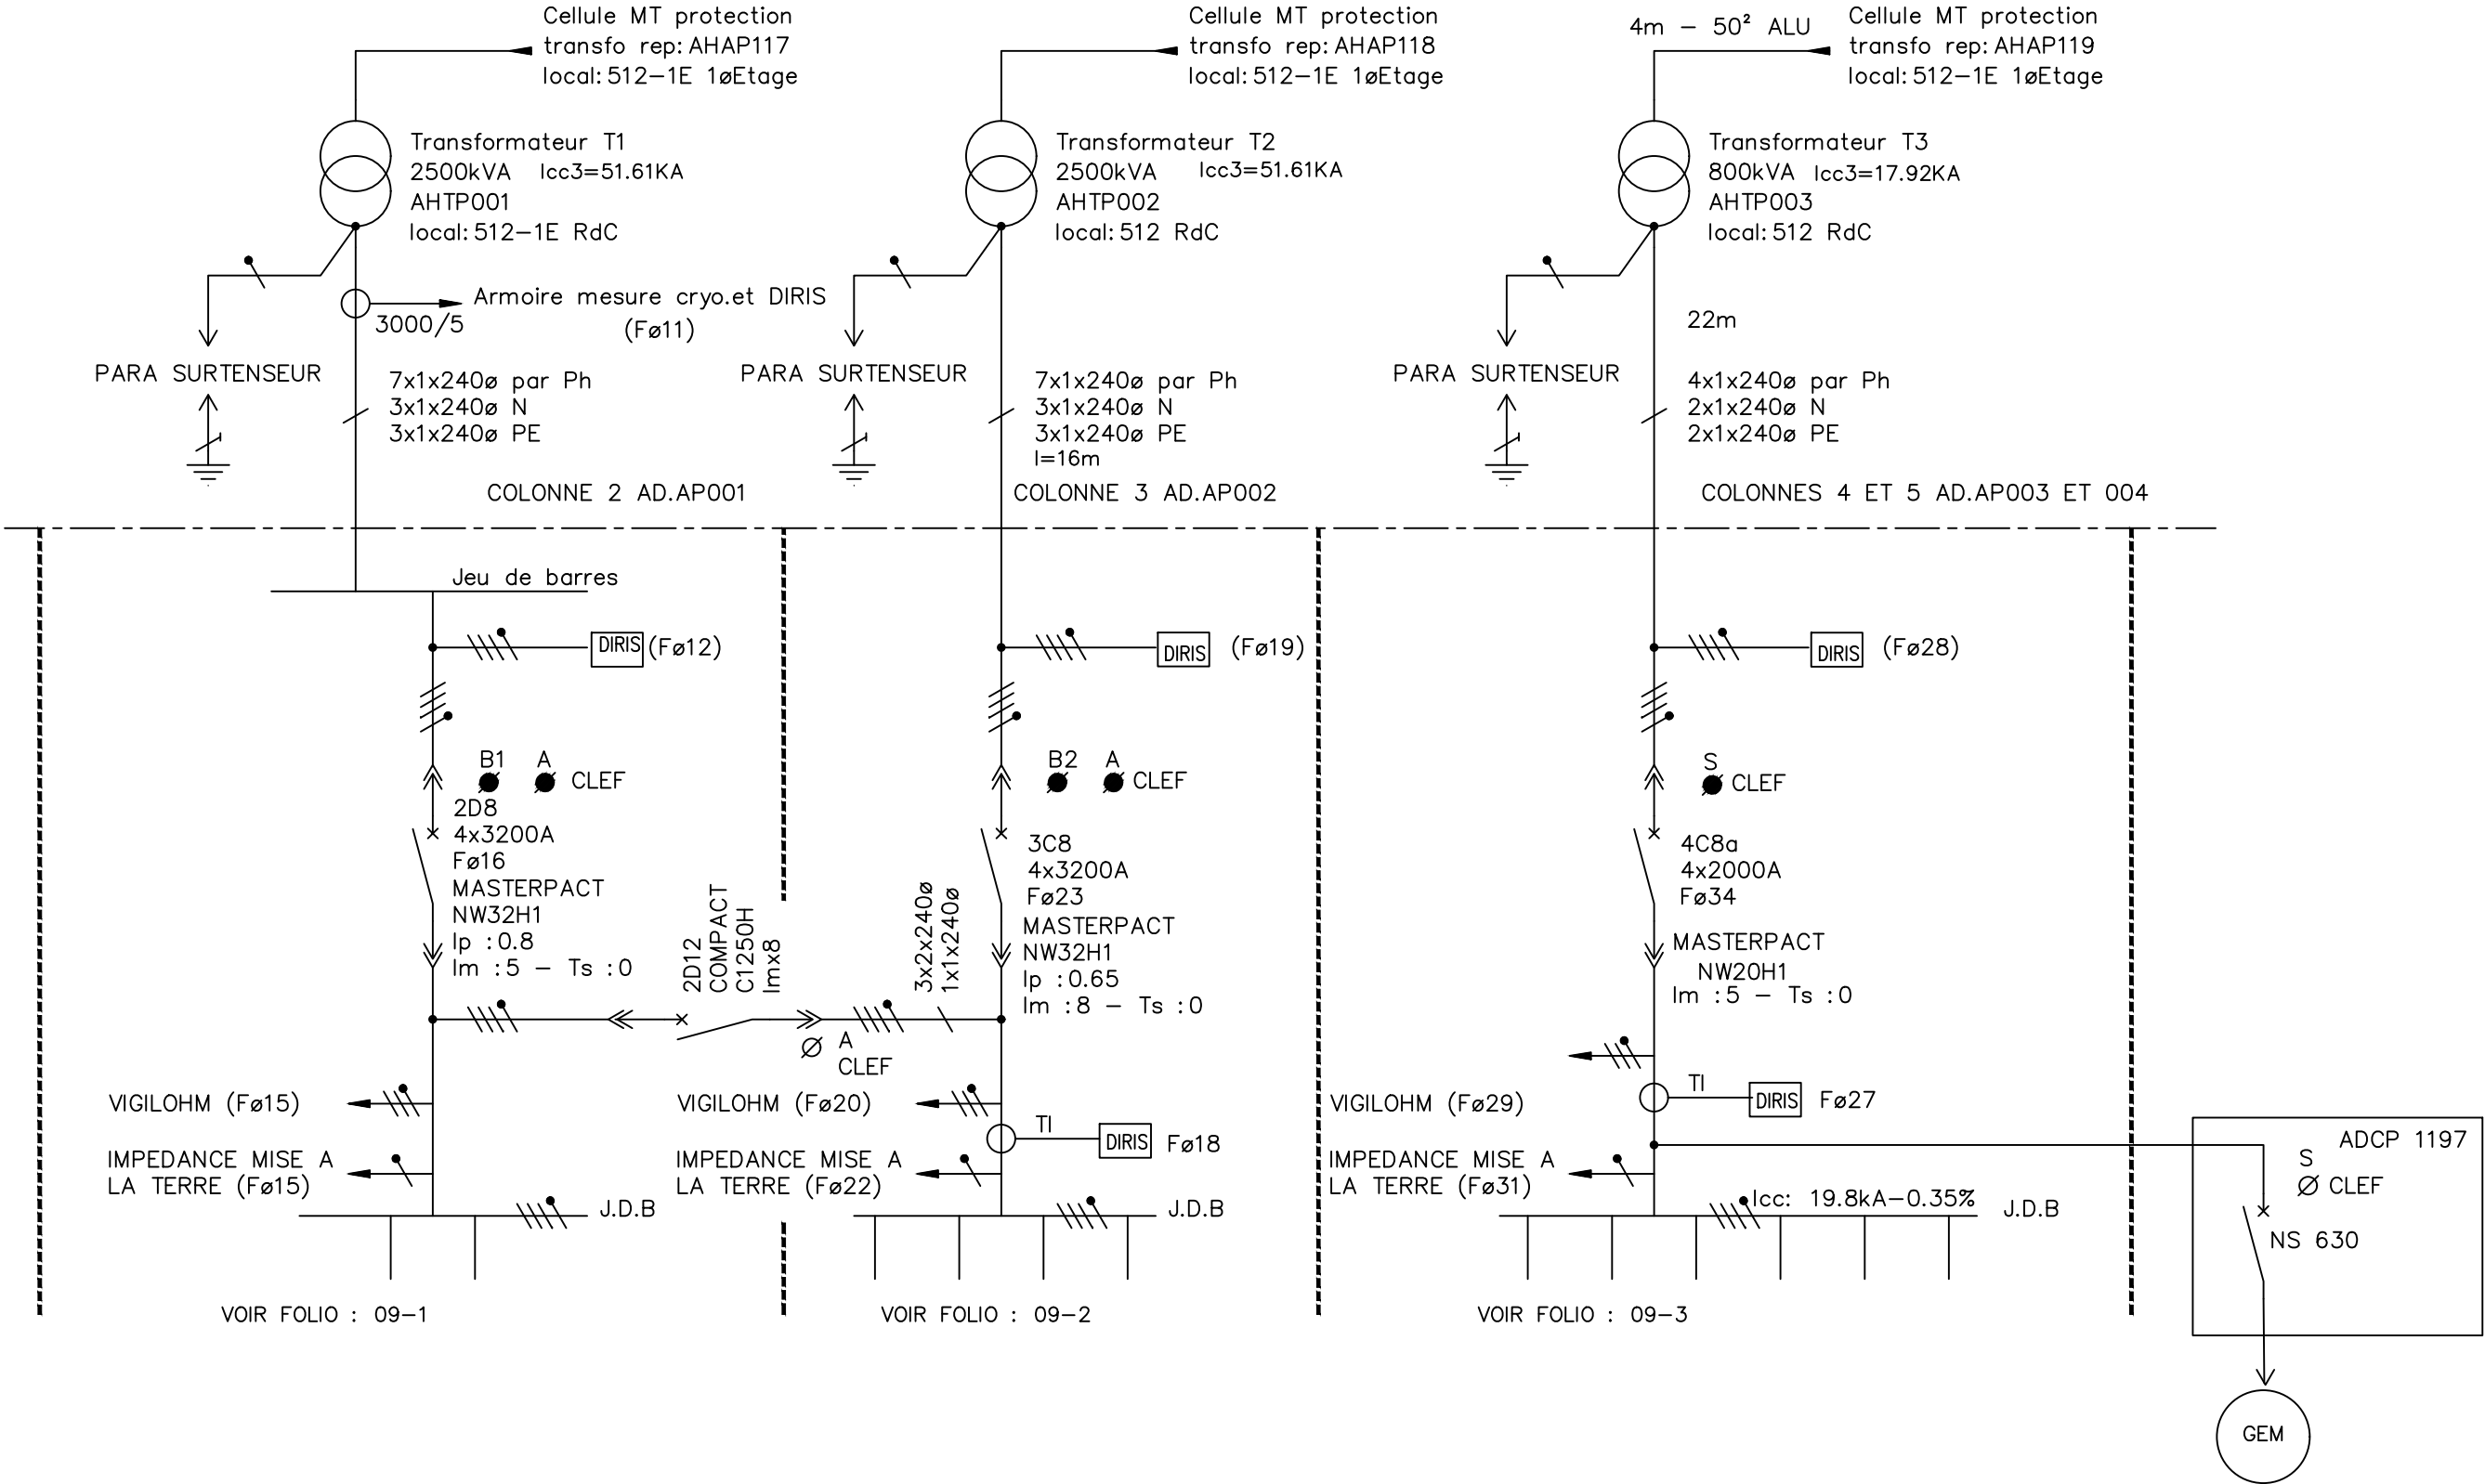 Cellule MT protection
transfo rep: AHAP117
local: 512-1E 1øEtage
Cellule MT protection
transfo rep: AHAP118
local: 512-1E 1øEtage
4m - 50² ALU
Cellule MT protection
transfo rep: AHAP119
local: 512-1E 1øEtage
Transformateur T1
2500kVA Icc3=51.61KA
AHTP001
local: 512-1E RdC
Transformateur T2
2500kVA Icc3=51.61KA
AHTP002
local: 512 RdC
Transformateur T3
800kVA Icc3=17.92KA
AHTP003
local: 512 RdC
Armoire mesure cryo.et DIRIS
(Fø11)
3000/5
22m
PARA SURTENSEUR
PARA SURTENSEUR
PARA SURTENSEUR
7x1x240ø par Ph
3x1x240ø N
3x1x240ø PE
7x1x240ø par Ph
3x1x240ø N
3x1x240ø PE
l=16m
4x1x240ø par Ph
2x1x240ø N
2x1x240ø PE
COLONNE 2 AD.AP001
COLONNE 3 AD.AP002
COLONNES 4 ET 5 AD.AP003 ET 004
Jeu de barres
DIRIS (Fø12)
DIRIS (Fø19)
DIRIS (Fø28)
B1 A CLEF
B2 A CLEF
S CLEF
2D8
4x3200A
Fø16
MASTERPACT
NW32H1
Ip :0.8
Im :5 - Ts :0
2D12
COMPACT
C1250H
Imx8
A
CLEF
3x2x240ø
1x1x240ø
3C8
4x3200A
Fø23
MASTERPACT
NW32H1
Ip :0.65
Im :8 - Ts :0
4C8a
4x2000A
Fø34
MASTERPACT
NW20H1
Im :5 - Ts :0
VIGILOHM (Fø15)
IMPEDANCE MISE A
LA TERRE (Fø15)
J.D.B
VIGILOHM (Fø20)
TI
DIRIS Fø18
IMPEDANCE MISE A
LA TERRE (Fø22)
J.D.B
VIGILOHM (Fø29)
TI
DIRIS Fø27
IMPEDANCE MISE A
LA TERRE (Fø31)
Icc: 19.8kA-0.35%
J.D.B
ADCP 1197
S
CLEF
NS 630
GEM
VOIR FOLIO : 09-1
VOIR FOLIO : 09-2
VOIR FOLIO : 09-3